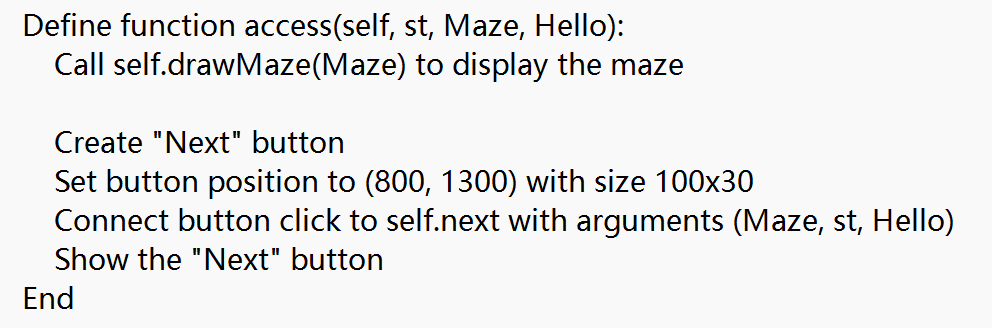 Define function access(self, st, Maze, Hello):
Call self.drawMaze(Maze) to display the maze
Create "Next" button
Set button position to (800, 1300) with size 100x30
Connect button click to self.next with arguments (Maze, st, Hello)
Show the "Next" button
End